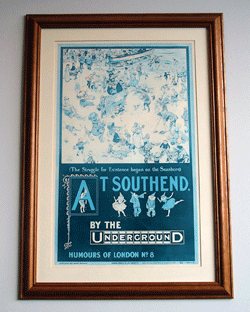 (The Struggle for Existence began on the Seashore)
AT SOUTHEND.
BY THE
UNDERGROUND
HUMOURS OF LONDON No 8